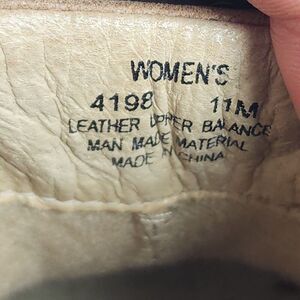 WOMEN'S
4198 11M
LEATHER UPPER BALANCE
MAN MADE MATERIAL
MADE IN CHINA